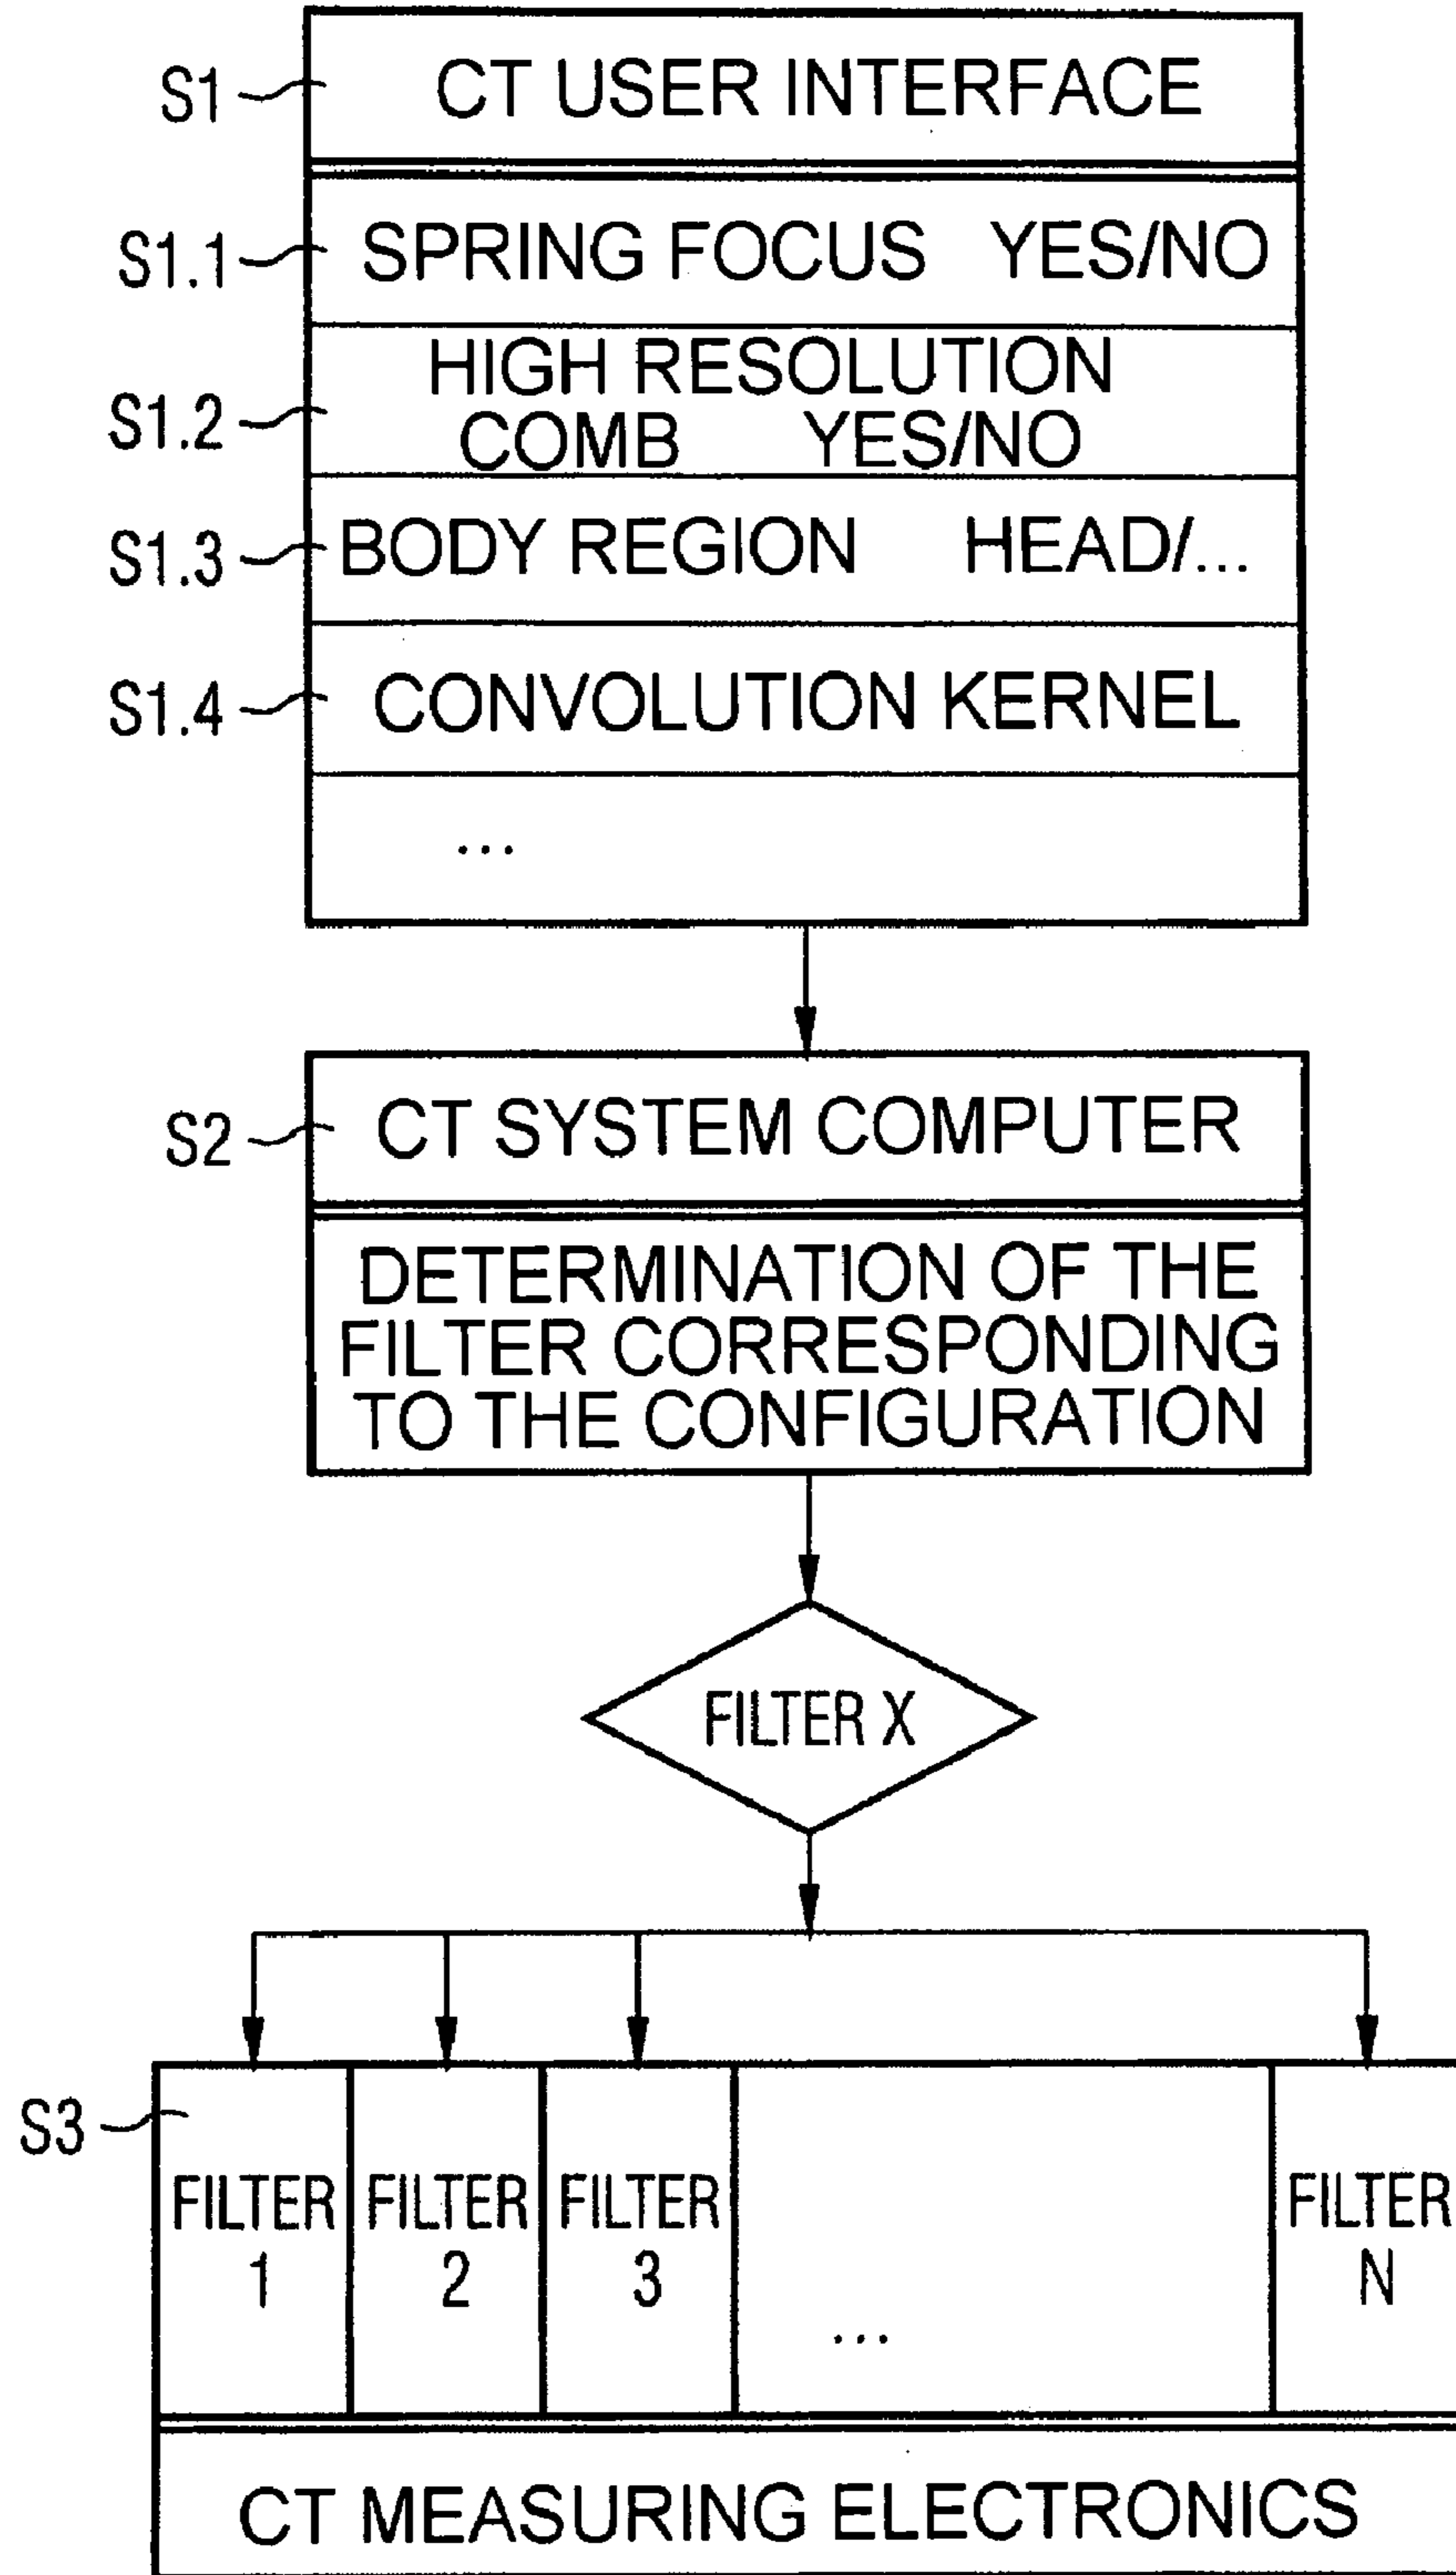 S1 CT USER INTERFACE
S1.1 SPRING FOCUS YES/NO
HIGH RESOLUTION
S1.2 COMB YES/NO
S1.3 BODY REGION HEAD/...
S1.4 CONVOLUTION KERNEL
...
S2 CT SYSTEM COMPUTER
DETERMINATION OF THE
FILTER CORRESPONDING
TO THE CONFIGURATION
FILTER X
S3
FILTER 1
FILTER 2
FILTER 3
...
FILTER N
CT MEASURING ELECTRONICS